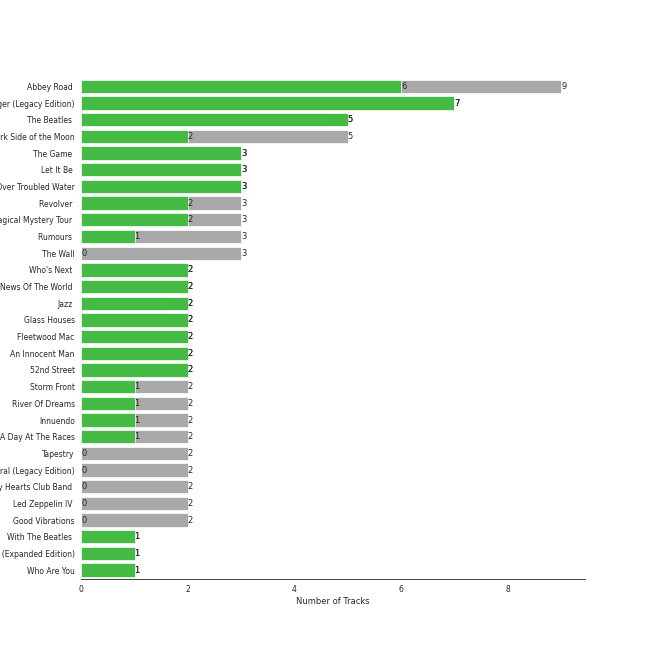 Abbey Road 6 9
ger (Legacy Edition) 7
The Beatles 5
rk Side of the Moon 2 5
The Game 3
Let It Be 3
Over Troubled Water 3
Revolver 2 3
agical Mystery Tour 2 3
Rumours 1 3
The Wall 0 3
Who's Next 2
News Of The World 2
Jazz 2
Glass Houses 2
Fleetwood Mac 2
An Innocent Man 2
52nd Street 2
Storm Front 1 2
River Of Dreams 1 2
Innuendo 1 2
A Day At The Races 1 2
Tapestry 0 2
ral (Legacy Edition) 0 2
y Hearts Club Band 0 2
Led Zeppelin IV 0 2
Good Vibrations 0 2
With The Beatles 1
(Expanded Edition) 1
Who Are You 1
0 2 4 6 8
Number of Tracks